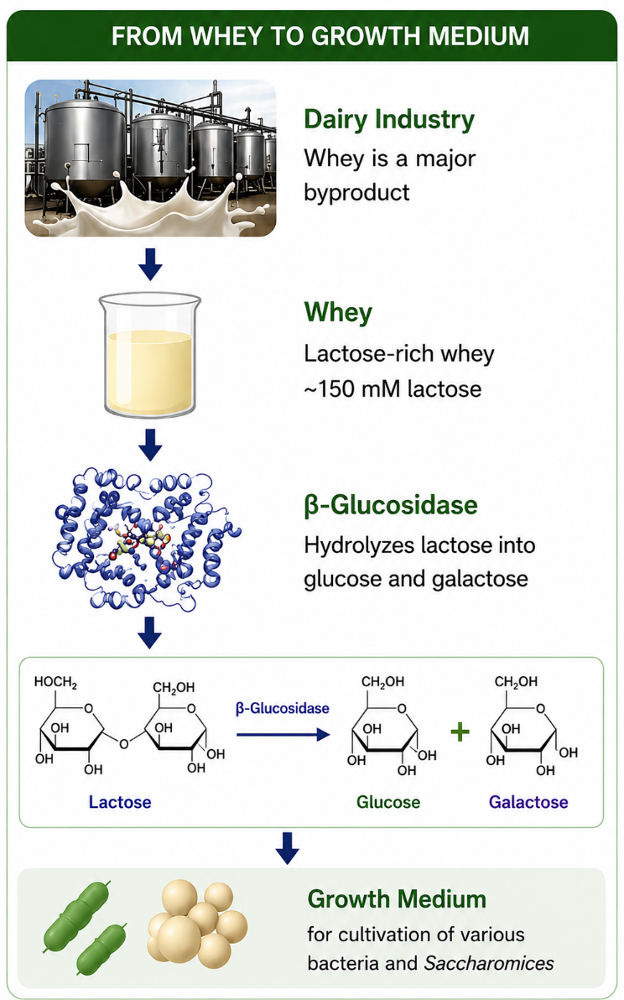 FROM WHEY TO GROWTH MEDIUM
Dairy Industry
Whey is a major
byproduct
Whey
Lactose-rich whey
~150 mM lactose
β-Glucosidase
Hydrolyzes lactose into
glucose and galactose
HOCH₂
CH₂OH
O
OH
OH
OH
O
O
OH
OH
OH
Lactose
β-Glucosidase
CH₂OH
O
OH
OH
OH
OH
Glucose
+
CH₂OH
O
OH
OH
OH
OH
Galactose
Growth Medium
for cultivation of various
bacteria and Saccharomices